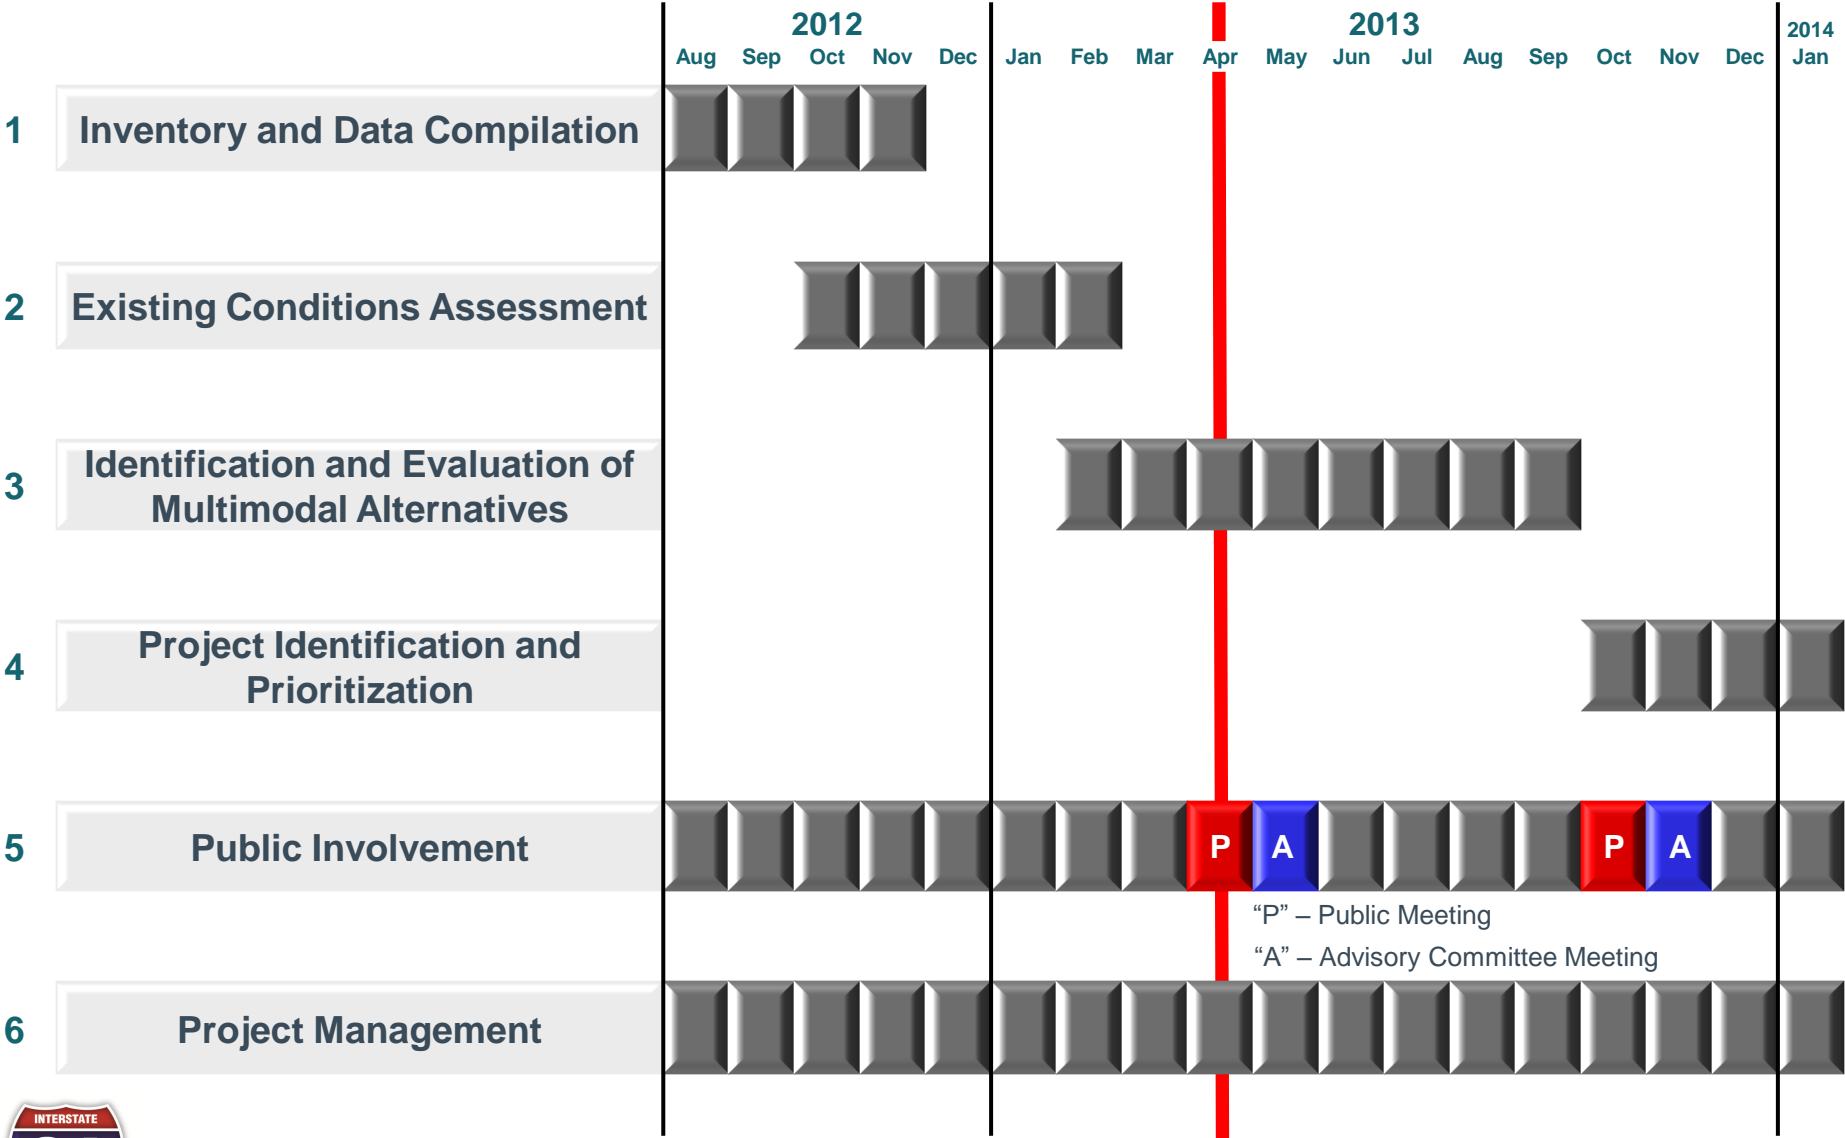 2012
2013
2014
Aug Sep Oct Nov Dec Jan Feb Mar Apr May Jun Jul Aug Sep Oct Nov Dec Jan
1 Inventory and Data Compilation
2 Existing Conditions Assessment
3 Identification and Evaluation of
Multimodal Alternatives
4 Project Identification and
Prioritization
5 Public Involvement P A P A
“P” – Public Meeting
“A” – Advisory Committee Meeting
6 Project Management
INTERSTATE